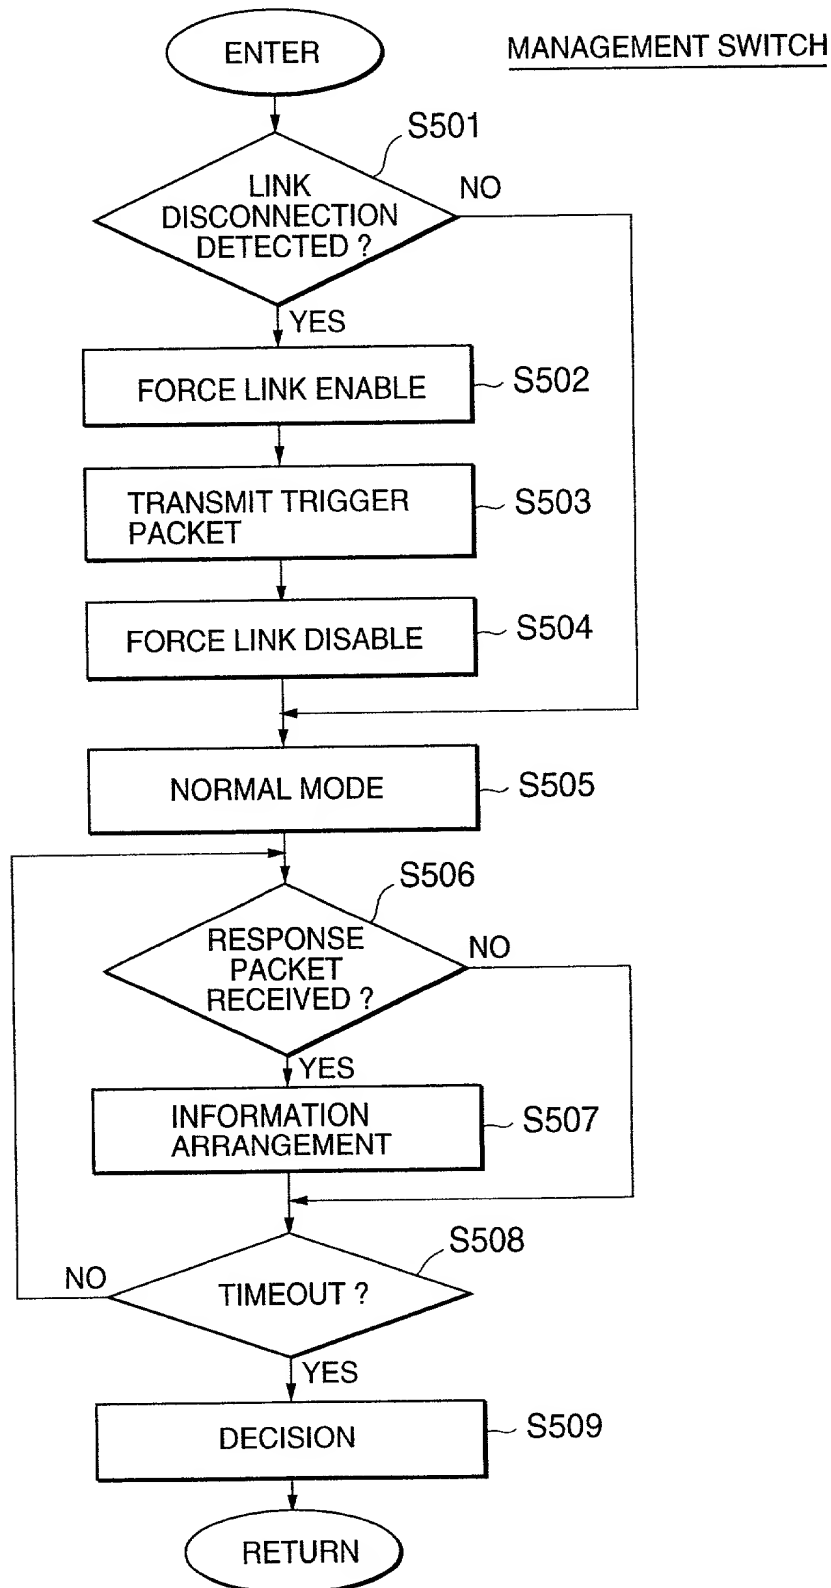 ENTER
MANAGEMENT SWITCH
S501
LINK
DISCONNECTION
DETECTED ?
NO
YES
FORCE LINK ENABLE
S502
TRANSMIT TRIGGER
PACKET
S503
FORCE LINK DISABLE
S504
NORMAL MODE
S505
S506
RESPONSE
PACKET
RECEIVED ?
NO
YES
INFORMATION
ARRANGEMENT
S507
S508
NO
TIMEOUT ?
YES
DECISION
S509
RETURN